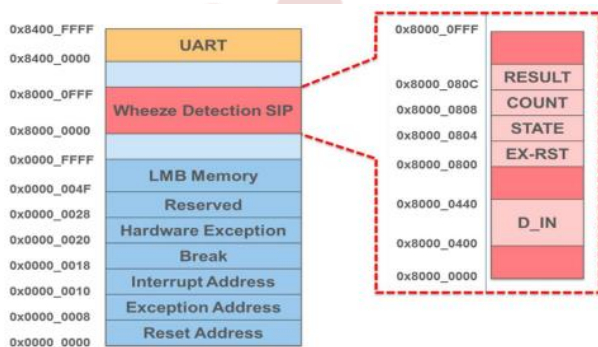 0x8400_FFFF
UART
0x8400_0000
0x8000_0FFF
Wheeze Detection SIP
0x8000_0000
0x0000_FFFF
LMB Memory
0x0000_004F
Reserved
0x0000_0028
Hardware Exception
0x0000_0020
Break
0x0000_0018
Interrupt Address
0x0000_0010
Exception Address
0x0000_0008
Reset Address
0x0000_0000
0x8000_0FFF
RESULT
0x8000_080C
COUNT
0x8000_0808
STATE
0x8000_0804
EX-RST
0x8000_0800
0x8000_0440
D_IN
0x8000_0400
0x8000_0000